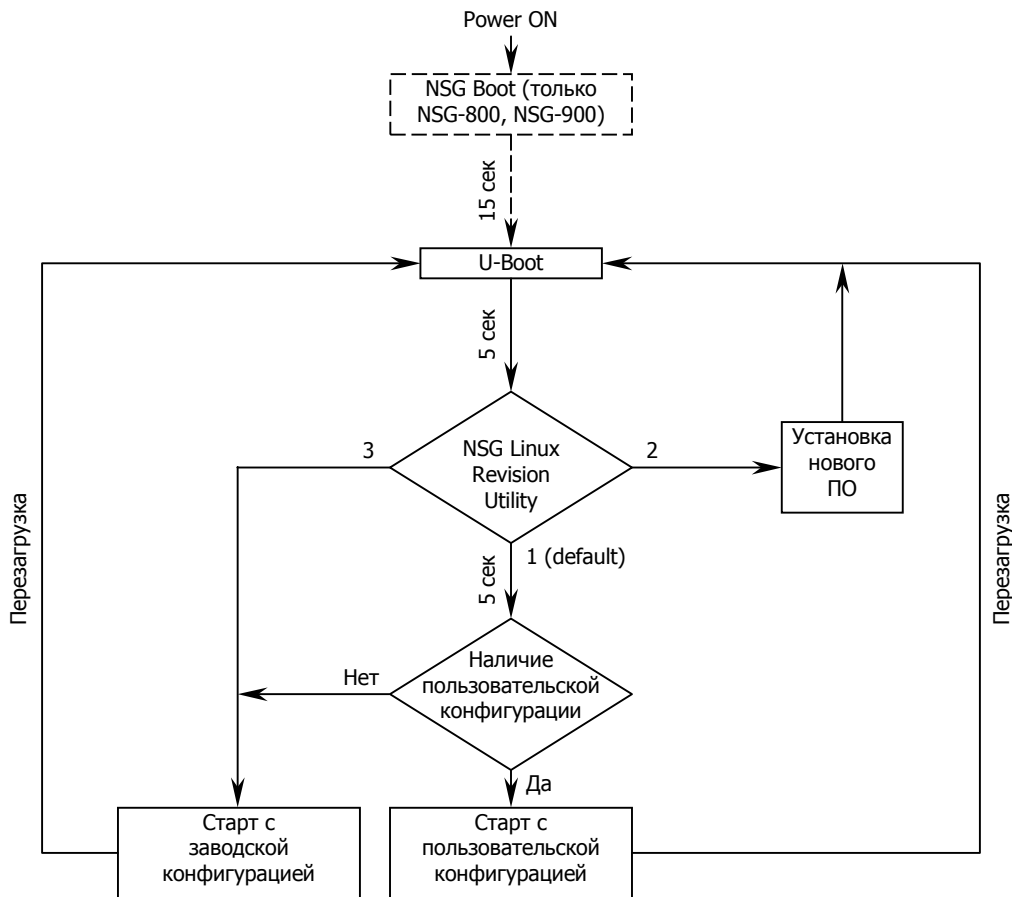 Power ON
NSG Boot (только
NSG-800, NSG-900)
15 сек
U-Boot
5 сек
3
NSG Linux
Revision
Utility
2
Установка
нового
ПО
1 (default)
5 сек
Перезагрузка
Перезагрузка
Нет
Наличие
пользовательской
конфигурации
Да
Старт с
заводской
конфигурацией
Старт с
пользовательской
конфигурацией